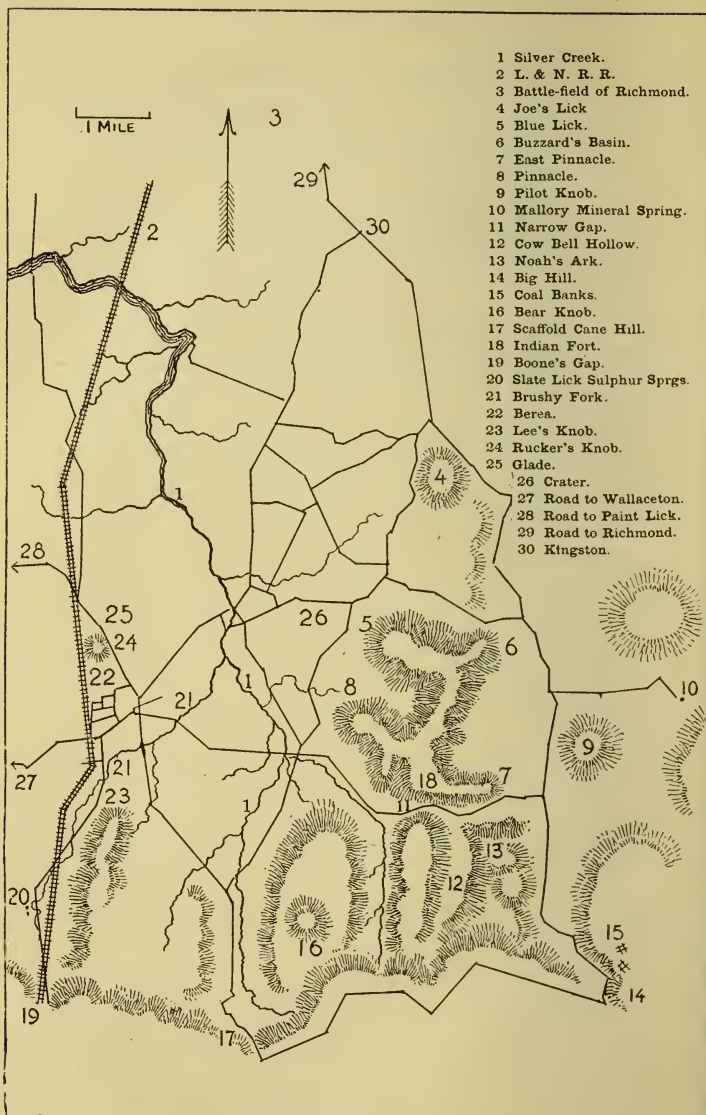 1 Silver Creek.
2 L. & N. R. R.
3 Battle-field of Richmond.
4 Joe's Lick
5 Blue Lick.
6 Buzzard's Basin.
7 East Pinnacle.
8 Pinnacle.
9 Pilot Knob.
10 Mallory Mineral Spring.
11 Narrow Gap.
12 Cow Bell Hollow.
13 Noah's Ark.
14 Big Hill.
15 Coal Banks.
16 Bear Knob.
17 Scaffold Cane Hill.
18 Indian Fort.
19 Boone's Gap.
20 Slate Lick Sulphur Sprgs.
21 Brushy Fork.
22 Berea.
23 Lee's Knob.
24 Rucker's Knob.
25 Glade.
26 Crater.
27 Road to Wallaceton.
28 Road to Paint Lick.
29 Road to Richmond.
30 Kingston.
1 MILE
3
29
2
30
4
1
28
25
26
5
24
6
22
21
1
8
10
9
27
21
18
7
23
11
1
13
12
20
16
15
14
19
17